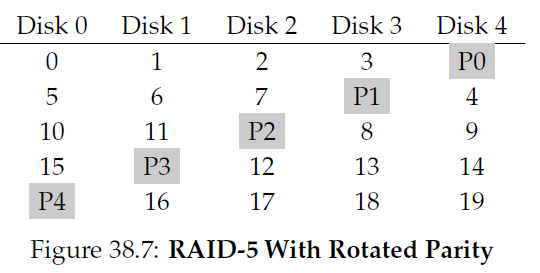 Disk 0 Disk 1 Disk 2 Disk 3 Disk 4
0 1 2 3 P0
5 6 7 P1 4
10 11 P2 8 9
15 P3 12 13 14
P4 16 17 18 19
Figure 38.7: RAID-5 With Rotated Parity